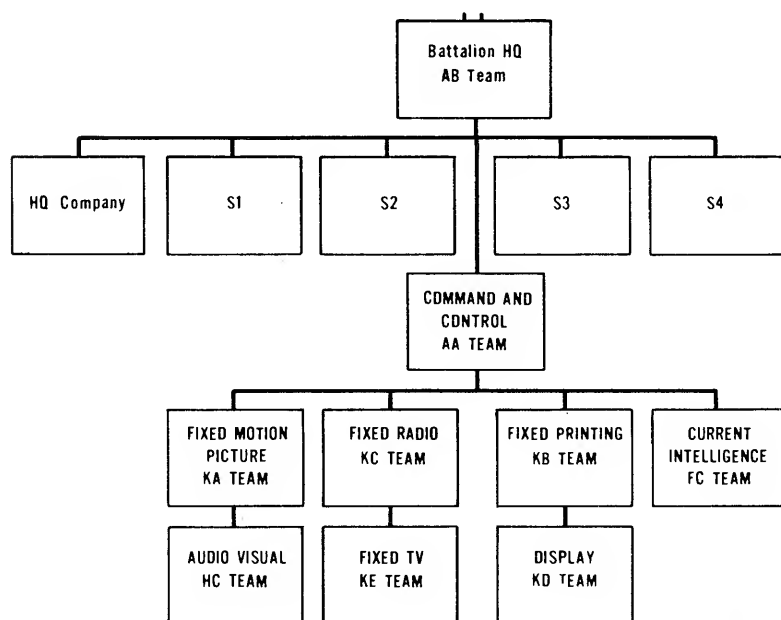 Battalion HQ
AB Team
HQ Company
S1
S2
S3
S4
CDMMAND AND
CDNTROL
AA TEAM
FIXED MOTION
PICTURE
KA TEAM
FIXED RADIO
KC TEAM
FIXED PRINTING
KB TEAM
CURRENT
INTELLIGENCE
FC TEAM
AUDIO VISUAL
HC TEAM
FIXED TV
KE TEAM
DISPLAY
KD TEAM